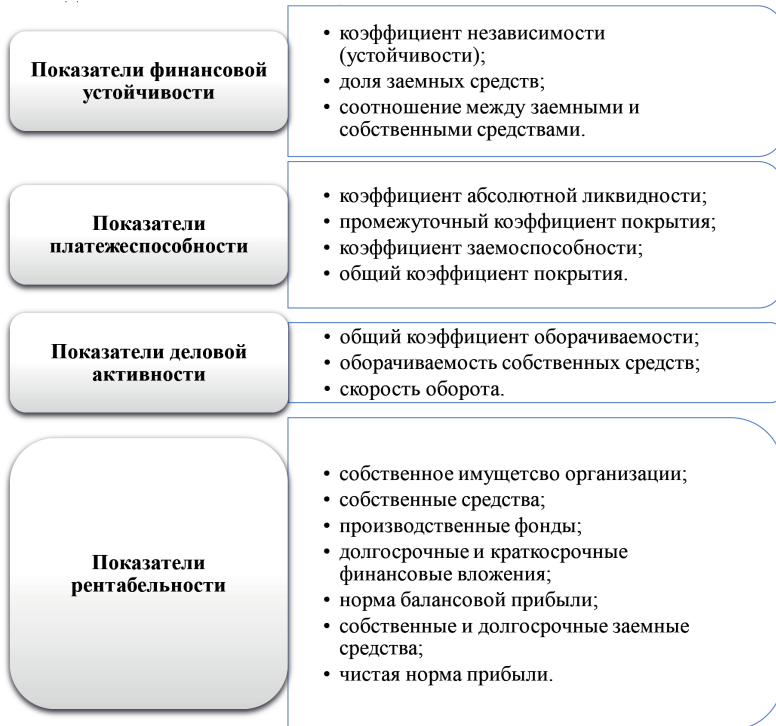 Показатели финансовой
устойчивости
• коэффициент независимости
(устойчивости);
• доля заемных средств;
• соотношение между заемными и
собственными средствами.
Показатели
платежеспособности
• коэффициент абсолютной ликвидности;
• промежуточный коэффициент покрытия;
• коэффициент заемоспособности;
• общий коэффициент покрытия.
Показатели деловой
активности
• общий коэффициент оборачиваемости;
• оборачиваемость собственных средств;
• скорость оборота.
Показатели
рентабельности
• собственное имущетсво организации;
• собственные средства;
• производственные фонды;
• долгосрочные и краткосрочные
финансовые вложения;
• норма балансовой прибыли;
• собственные и долгосрочные заемные
средства;
• чистая норма прибыли.